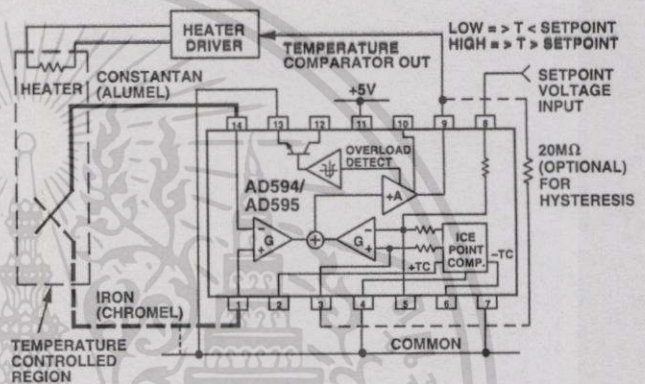 HEATER
DRIVER
LOW => T < SETPOINT
HIGH => T > SETPOINT
TEMPERATURE
COMPARATOR OUT
HEATER
CONSTANTAN
(ALUMEL)
+5V
SETPOINT
VOLTAGE
INPUT
14 13 12 11 10 9 8
OVERLOAD
DETECT
20MΩ
(OPTIONAL)
FOR
HYSTERESIS
AD594/
AD595
+A
– G +
– G +
ICE
POINT
COMP.
+TC
–TC
1 2 3 4 5 6 7
IRON
(CHROMEL)
COMMON
TEMPERATURE
CONTROLLED
REGION